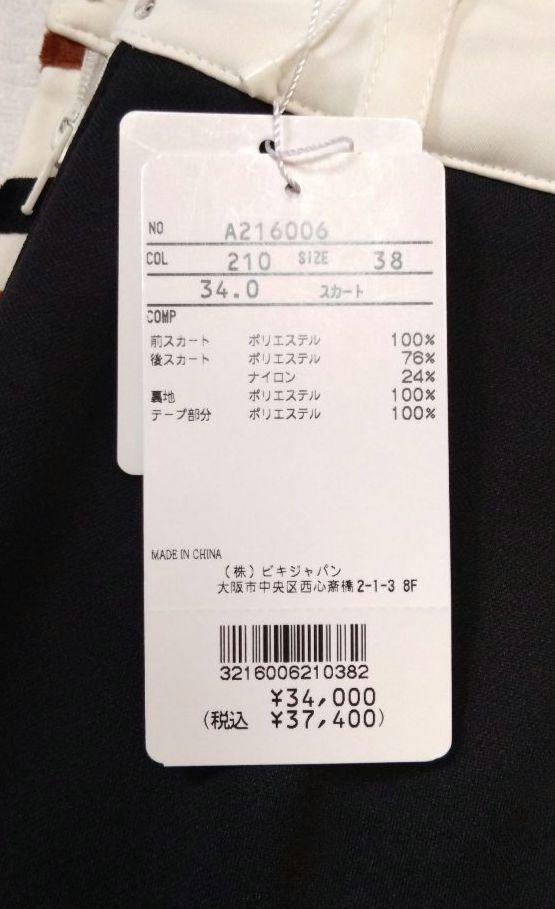 NO A216006
COL 210 SIZE 38
34.0 スカート
COMP
前スカート ポリエステル 100%
後スカート ポリエステル 76%
ナイロン 24%
裏地 ポリエステル 100%
テープ部分 ポリエステル 100%
MADE IN CHINA
(株)ビキジャパン
大阪市中央区西心斎橋2-1-3 8F
3216006210382
¥34,000
(税込 ¥37,400)